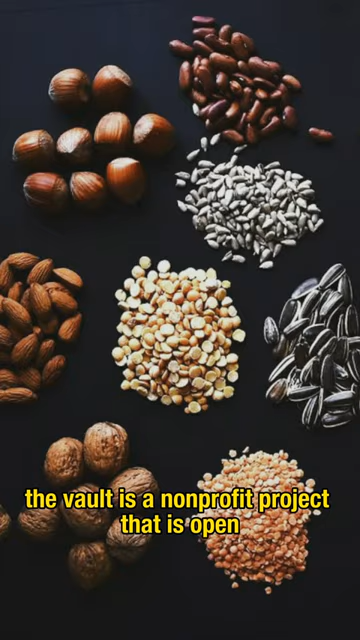 the vault is a nonprofit project
that is open